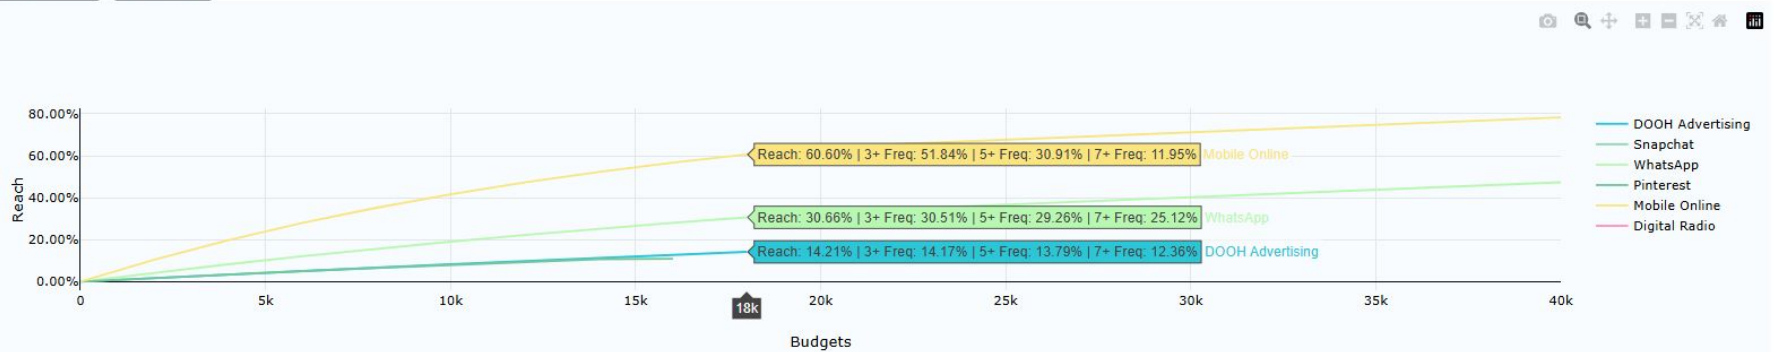 80.00%
60.00%
40.00%
20.00%
0.00%
Reach
Reach: 60.60% | 3+ Freq: 51.84% | 5+ Freq: 30.91% | 7+ Freq: 11.95% Mobile Online
Reach: 30.66% | 3+ Freq: 30.51% | 5+ Freq: 29.26% | 7+ Freq: 25.12% WhatsApp
Reach: 14.21% | 3+ Freq: 14.17% | 5+ Freq: 13.79% | 7+ Freq: 12.36% DOOH Advertising
0 5k 10k 15k 20k 25k 30k 35k 40k
18k
Budgets
DOOH Advertising
Snapchat
WhatsApp
Pinterest
Mobile Online
Digital Radio